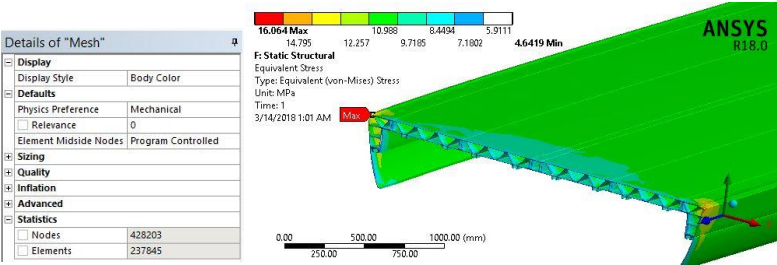 Details of "Mesh"
Display
Display Style Body Color
Defaults
Physics Preference Mechanical
Relevance 0
Element Midside Nodes Program Controlled
Sizing
Quality
Inflation
Advanced
Statistics
Nodes 428203
Elements 237845
16.064 Max 10.988 8.4494 5.9111
14.795 12.257 9.7185 7.1802 4.6419 Min
F: Static Structural
Equivalent Stress
Type: Equivalent (von-Mises) Stress
Unit: MPa
Time: 1
3/14/2018 1:01 AM
Max
ANSYS
R18.0
0.00 500.00 1000.00 (mm)
250.00 750.00